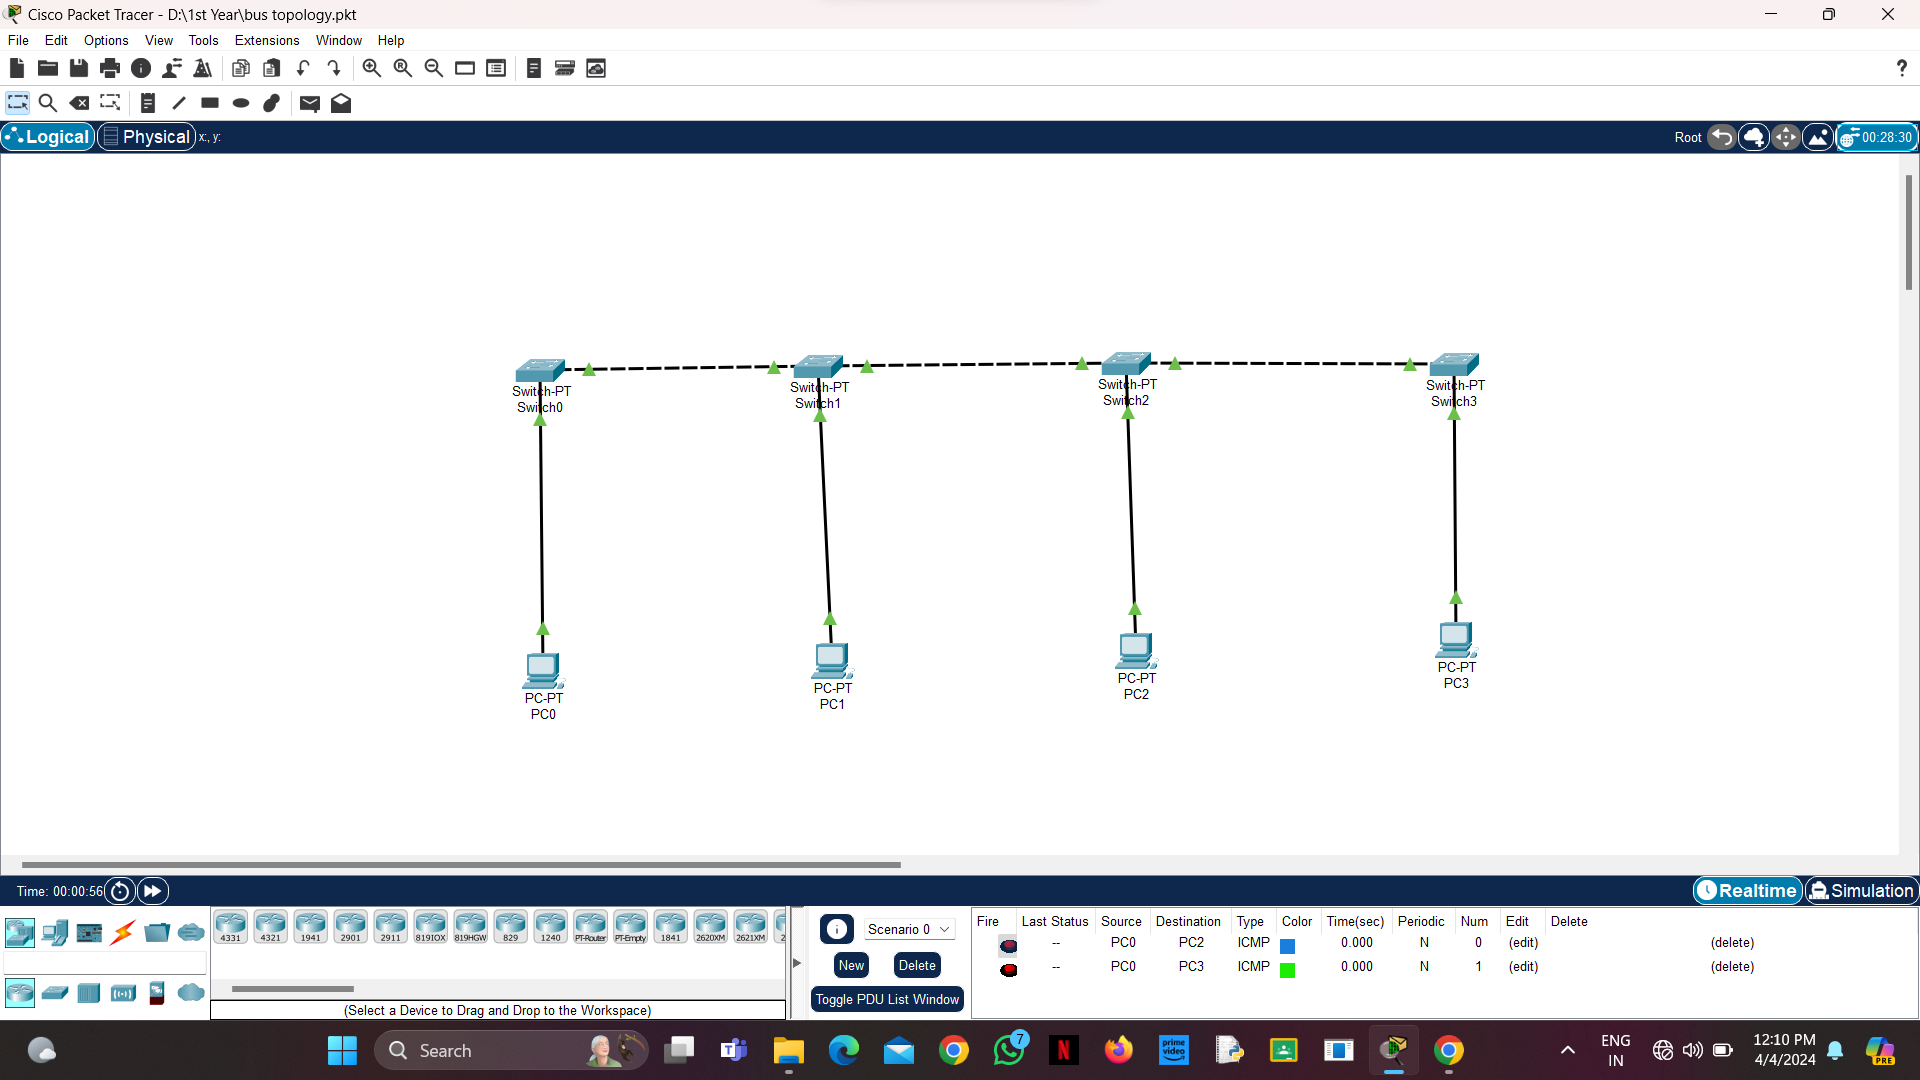 Cisco Packet Tracer - D:\1st Year\bus topology.pkt
File Edit Options View Tools Extensions Window Help
?
Logical Physical x:, y: Root 00:28:30
Switch-PT
Switch0
Switch-PT
Switch1
Switch-PT
Switch2
Switch-PT
Switch3
PC-PT
PC0
PC-PT
PC1
PC-PT
PC2
PC-PT
PC3
Time: 00:00:56 Realtime Simulation
4331 4321 1941 2901 2911 819IOX 819HGW 829 1240 PT-Router PT-Empty 1841 2620XM 2621XM
(Select a Device to Drag and Drop to the Workspace)
Scenario 0
New Delete
Toggle PDU List Window
Fire Last Status Source Destination Type Color Time(sec) Periodic Num Edit Delete
-- PC0 PC2 ICMP 0.000 N 0 (edit) (delete)
-- PC0 PC3 ICMP 0.000 N 1 (edit) (delete)
Search
7
N
prime video
ENG
IN
12:10 PM
4/4/2024
PRE